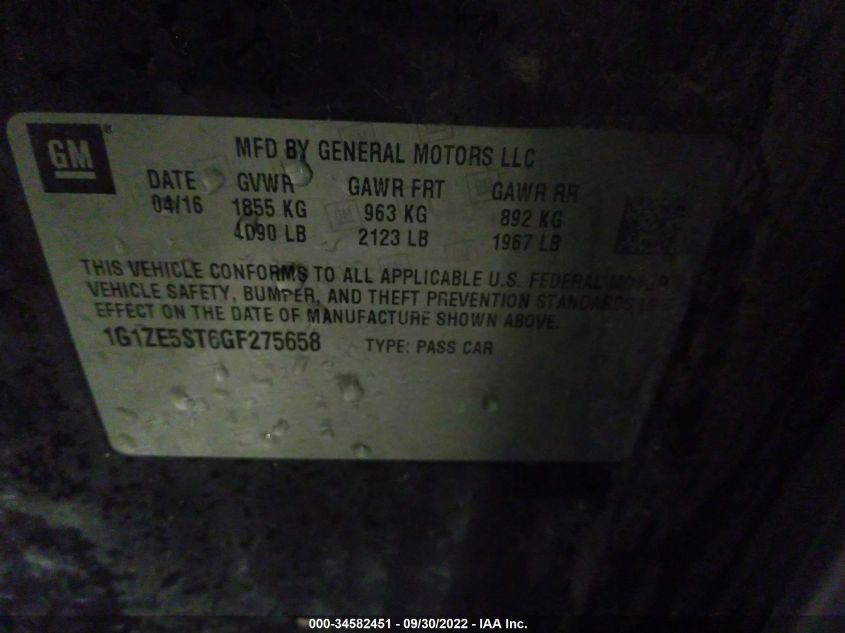 GM ®
MFD BY GENERAL MOTORS LLC
DATE GVWR GAWR FRT GAWR RR
04/16 1855 KG 963 KG 892 KG
4090 LB 2123 LB 1967 LB
THIS VEHICLE CONFORMS TO ALL APPLICABLE U.S. FEDERAL MOTOR
VEHICLE SAFETY, BUMPER, AND THEFT PREVENTION STANDARDS IN
EFFECT ON THE DATE OF MANUFACTURE SHOWN ABOVE.
1G1ZE5ST6GF275658 TYPE: PASS CAR
000-34582451 - 09/30/2022 - IAA Inc.